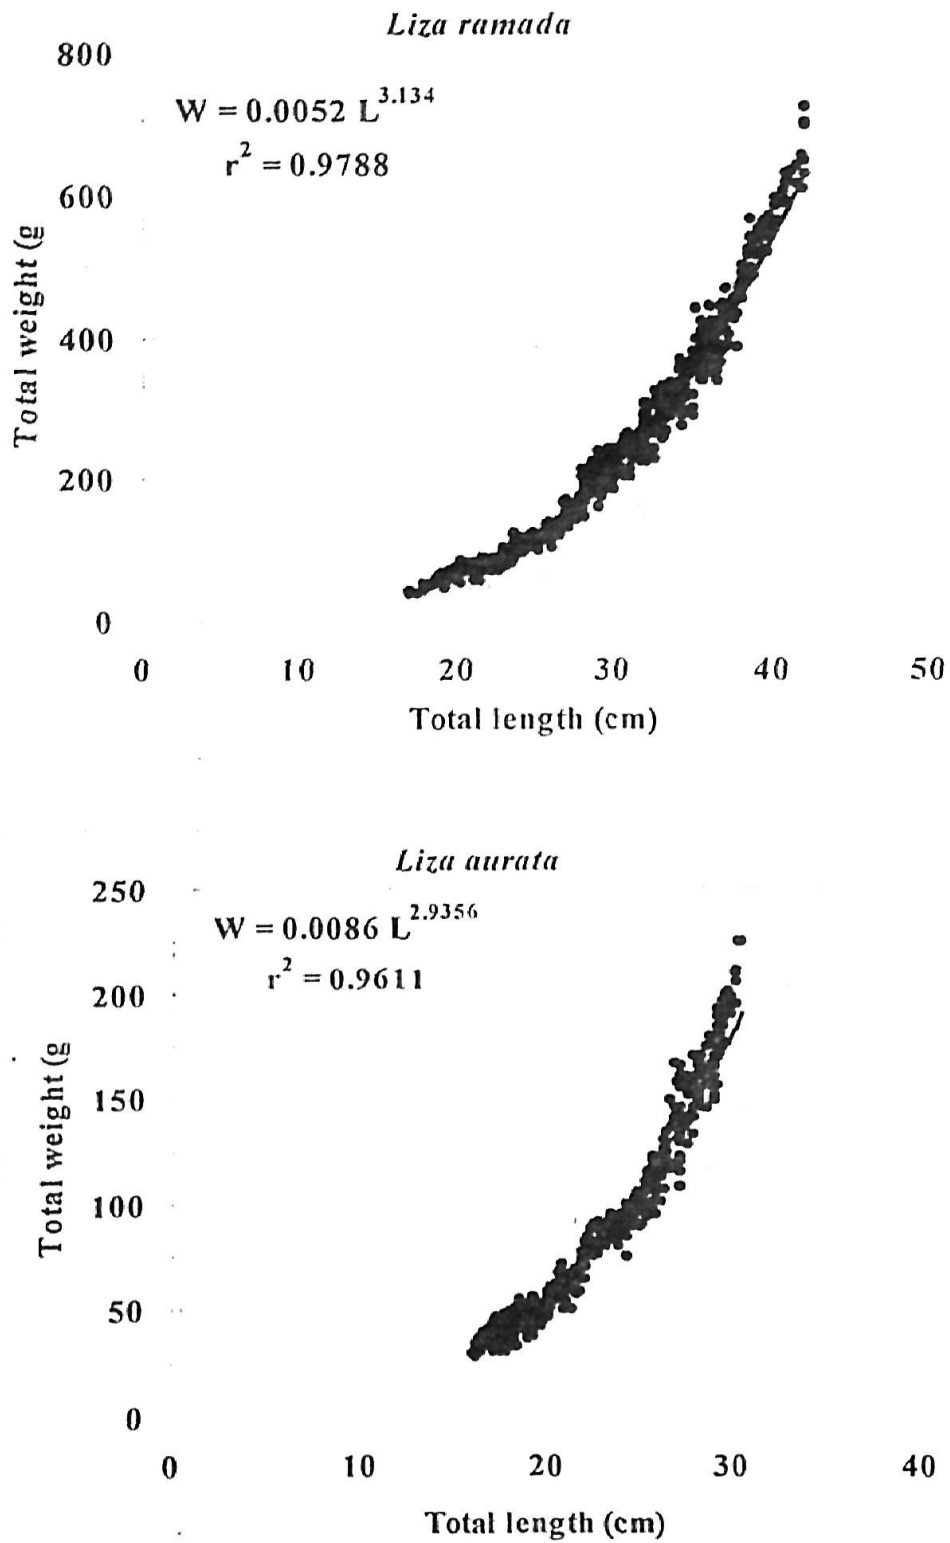 Liza ramada
800
W = 0.0052 L^3.134
r^2 = 0.9788
600
Total weight (g
400
200
0
0 10 20 30 40 50
Total length (cm)
Liza aurata
250
W = 0.0086 L^2.9356
r^2 = 0.9611
200
Total weight (g
150
100
50
0
0 10 20 30 40
Total length (cm)